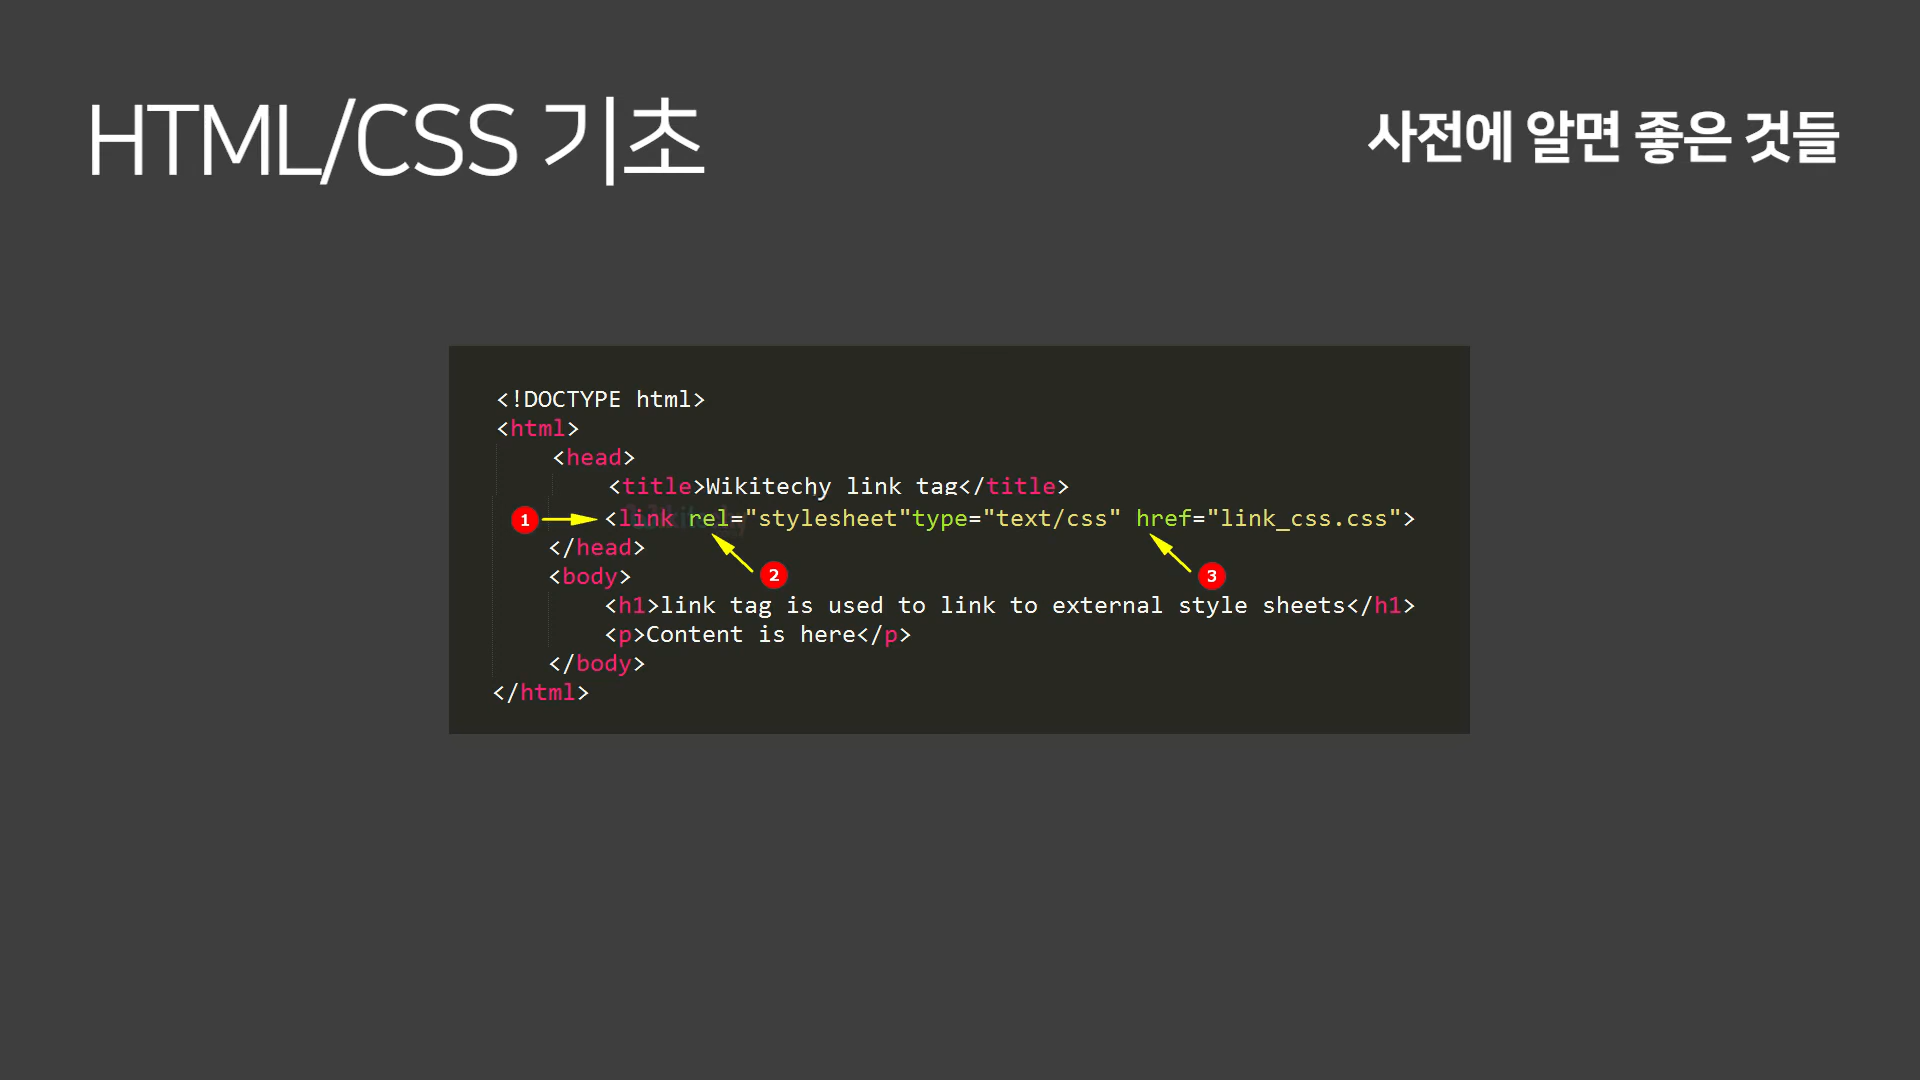 HTML/CSS 기초
사전에 알면 좋은 것들
<!DOCTYPE html>
<html>
<head>
<title>Wikitechy link tag</title>
1 <link rel="stylesheet"type="text/css" href="link_css.css">
</head>
<body>
2
3
<h1>link tag is used to link to external style sheets</h1>
<p>Content is here</p>
</body>
</html>